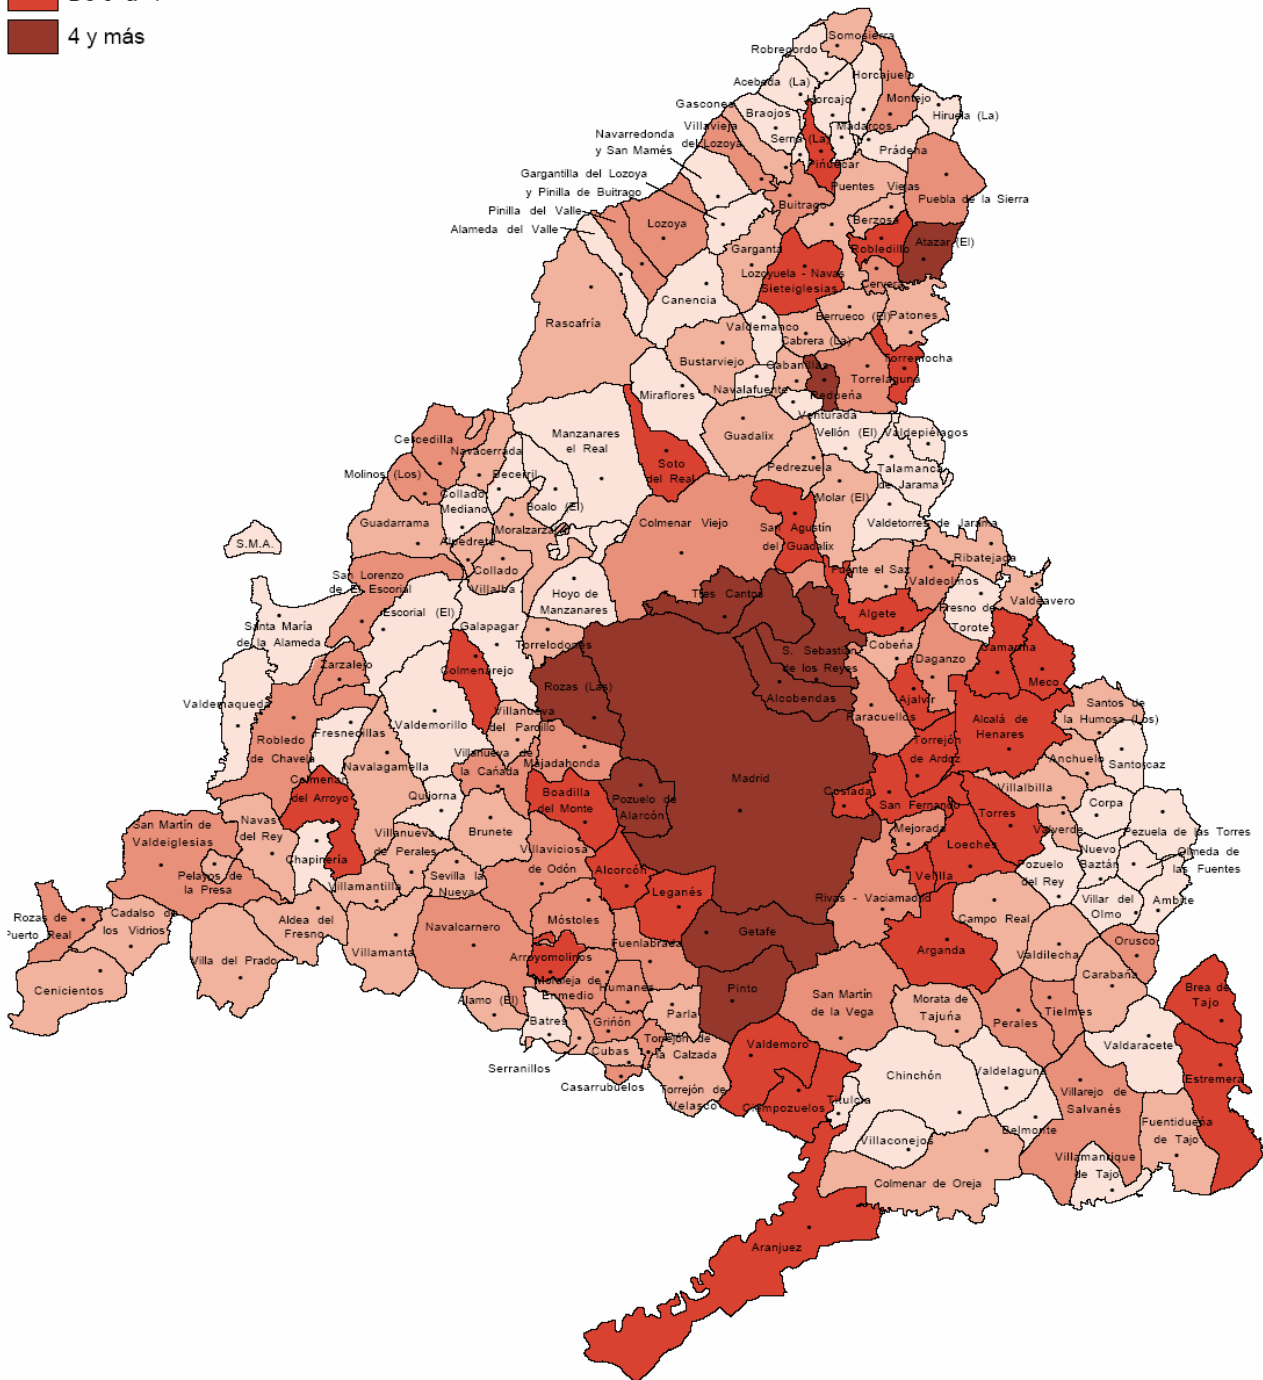 4 y más
Somosierra
Robregordo
Horcajuelo
Acebeda (La)
Horcajo
Montejo
Gascones
Braojos
Hiruela (La)
Villavieja
del Lozoya
Madarcos
Navarredonda
y San Mamés
Serna (La)
Prádena
Piñuécar
Gargantilla del Lozoya
y Pinilla de Buitrago
Puentes Viejas
Buitrago
Puebla de la Sierra
Pinilla del Valle
Alameda del Valle
Lozoya
Berzosa
Garganta
Robledillo
Atazar (El)
Lozoyuela - Navas
Sieteiglesias
Cervera
Canencia
Rascafría
Valdemanco
Berrueco (El)
Patones
Cabrera (La)
Bustarviejo
Cabanillas
Torremocha
Torrelaguna
Miraflores
Navalafuente
Redueña
Venturada
Cercedilla
Manzanares
el Real
Guadalix
Vellón (El)
Valdepiélagos
Navacerrada
Becerril
Soto
del Real
Pedrezuela
Talamanca
de Jarama
Molinos (Los)
Collado
Mediano
Boalo (El)
Molar (El)
Guadarrama
Moralzarzal
Colmenar Viejo
San Agustín
del Guadalix
Valdetorres de Jarama
S.M.A.
Alpedrete
Ribatejada
San Lorenzo
de El Escorial
Collado
Villalba
Fuente el Saz
Valdeolmos
Hoyo de
Manzanares
Tres Cantos
Valdeavero
Santa María
de la Alameda
Escorial (El)
Galapagar
Algete
Fresno de
Torote
Torrelodones
S. Sebastián
de los Reyes
Cobeña
Daganzo
Camarma
Zarzalejo
Colmenarejo
Rozas (Las)
Alcobendas
Ajalvir
Meco
Valdemaqueda
Valdemorillo
Villanueva
del Pardillo
Paracuellos
Alcalá de
Henares
Santos de
la Humosa (Los)
Robledo
de Chavela
Fresnedillas
Villanueva de
la Cañada
Majadahonda
Torrejón
de Ardoz
Anchuelo
Santorcaz
Navalagamella
Colmenar
del Arroyo
Quijorna
Boadilla
del Monte
Pozuelo de
Alarcón
Madrid
Coslada
San Fernando
Villalbilla
Corpa
San Martín de
Valdeiglesias
Navas
del Rey
Villanueva
de Perales
Brunete
Torres
Mejorada
Valverde
Pezuela de las Torres
Chapinería
Villaviciosa
de Odón
Loeches
Nuevo
Baztán
Olmeda de
las Fuentes
Pelayos de
la Presa
Sevilla la
Nueva
Alcorcón
Velilla
Pozuelo
del Rey
Villamantilla
Leganés
Rivas - Vaciamadrid
Villar del
Olmo
Ambite
Rozas de
Puerto Real
Cadalso de
los Vidrios
Aldea del
Fresno
Móstoles
Campo Real
Navalcarnero
Getafe
Orusco
Fuenlabrada
Arganda
Valdilecha
Villa del Prado
Villamanta
Arroyomolinos
Carabaña
Cenicientos
Moraleja de
Enmedio
Humanes
Pinto
Brea de
Tajo
Álamo (El)
San Martín
de la Vega
Morata de
Tajuña
Tielmes
Batres
Griñón
Parla
Perales
Serranillos
Cubas
Torrejón de
la Calzada
Valdemoro
Valdaracete
Casarrubuelos
Chinchón
Valdelaguna
Estremera
Torrejón de
Velasco
Ciempozuelos
Titulcia
Villarejo de
Salvanés
Villaconejos
Belmonte
Fuentidueña
de Tajo
Villamanrique
de Tajo
Colmenar de Oreja
Aranjuez